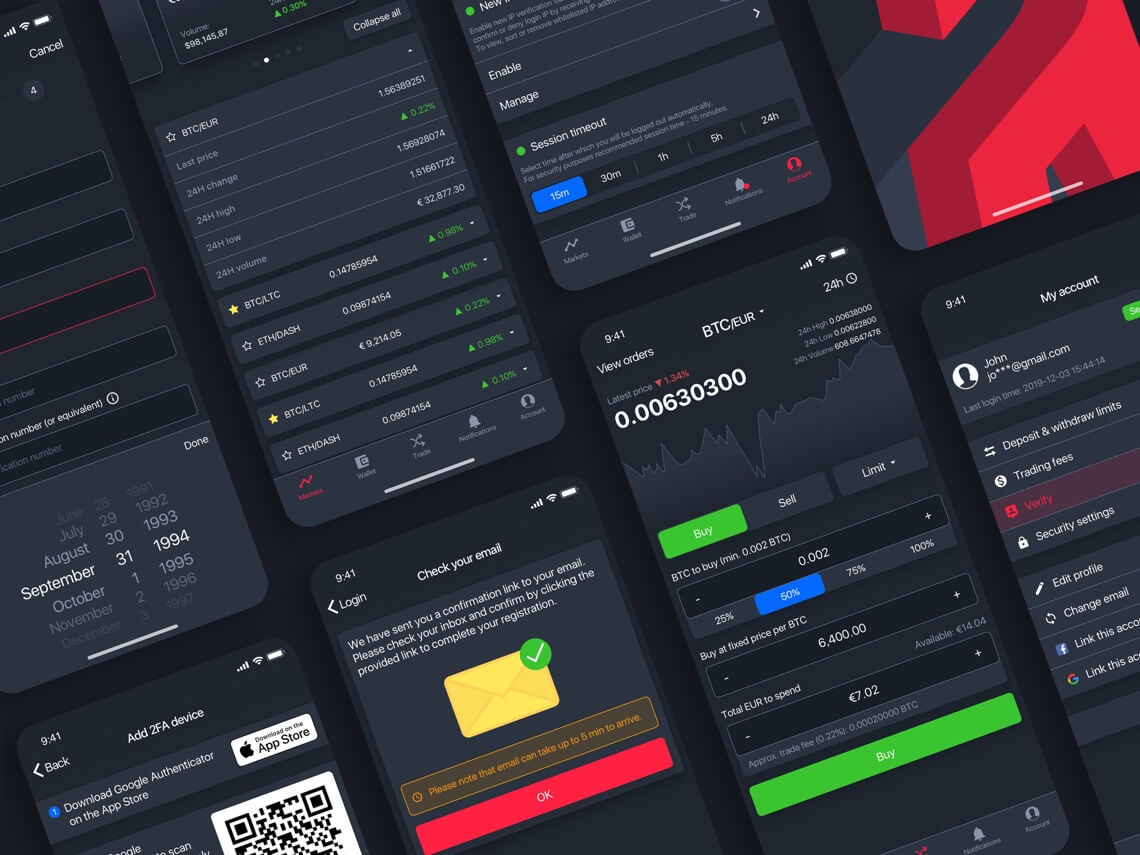 Cancel
4
number
ion number (or equivalent)
ication number
Done
June 28 1991
July 29 1992
August 30 1993
September 31 1994
October 1 1995
November 2 1996
December 3 1997
Volume:
$98,145,87
▲ 0.30%
Collapse all
BTC/EUR
Last price 1.56389251
24H change ▲ 0.22%
24H high 1.56928074
24H low 1.51661722
24H volume € 32,877.30
BTC/LTC 0.14785954 ▲ 0.98%
ETH/DASH 0.09874154 ▲ 0.10%
BTC/EUR € 9,214.05 ▲ 0.22%
BTC/LTC 0.14785954 ▲ 0.98%
ETH/DASH 0.09874154 ▲ 0.10%
Markets Wallet Trade Notifications Account
New
Enable new IP verification
confirm or deny login IP by receiving
To view, sort or remove whitelisted IP
Enable
Manage
Session timeout
Select time after which you will be logged out automatically.
For security purposes recommended session time - 15 minutes.
15m 30m 1h 5h 24h
Markets Wallet Trade Notifications Account
9:41
Add 2FA device
Back
1 Download Google Authenticator
on the App Store
Download on the
App Store
to scan
9:41
Login
Check your email
We have sent you a confirmation link to your email.
Please check your inbox and confirm by clicking the
provided link to complete your registration.
Please note that email can take up to 5 min to arrive.
OK
9:41
View orders
BTC/EUR
24h
Latest price ▼ 1.34%
0.00630300
24h High 0.00638000
24h Low 0.00622800
24h Volume 608.6647478
Buy Sell Limit
BTC to buy (min. 0.002 BTC)
- 0.002 +
25% 50% 75% 100%
Buy at fixed price per BTC
- 6,400.00 +
Total EUR to spend
Available: €14.04
- €7.02 +
Approx. trade fee (0.22%): 0.00020000 BTC
Buy
Notifications Account
9:41
My account
John
jo***@gmail.com
Last login time: 2019-12-03 15:44:14
Deposit & withdraw limits
Trading fees
Verify
Security settings
Edit profile
Change email
Link this acco
Link this acc